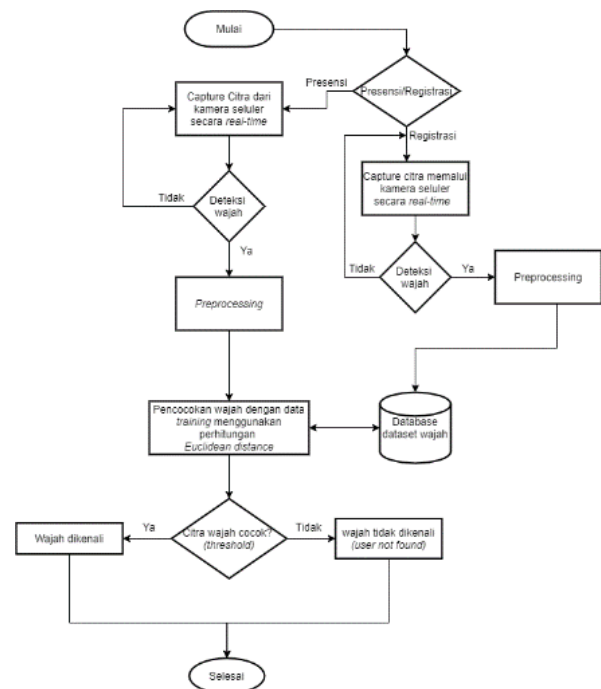 Mulai
Presensi
Presensi/Registrasi
Registrasi
Capture Citra dari
kamera seluler
secara real-time
Tidak
Deteksi
wajah
Ya
Preprocessing
Capture citra memalui
kamera seluler
secara real-time
Tidak
Deteksi
wajah
Ya
Preprocessing
Pencocokan wajah dengan data
training menggunakan
perhitungan
Euclidean distance
Database
dataset wajah
Citra wajah cocok?
(threshold)
Ya
Wajah dikenali
Tidak
wajah tidak dikenali
(user not found)
Selesai